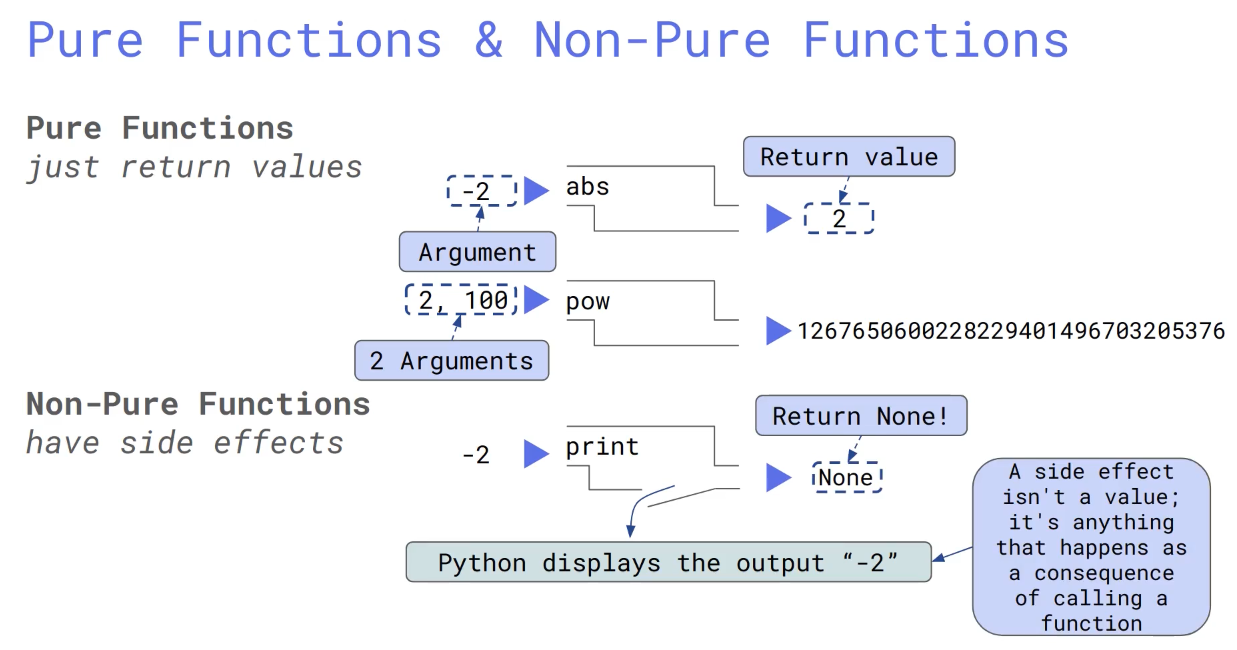 Pure Functions & Non-Pure Functions
Pure Functions
just return values
-2
abs
Return value
2
Argument
2, 100
pow
1267650600228229401496703205376
2 Arguments
Non-Pure Functions
have side effects
-2
print
Return None!
None
Python displays the output “-2”
A side effect
isn't a value;
it's anything
that happens as
a consequence
of calling a
function